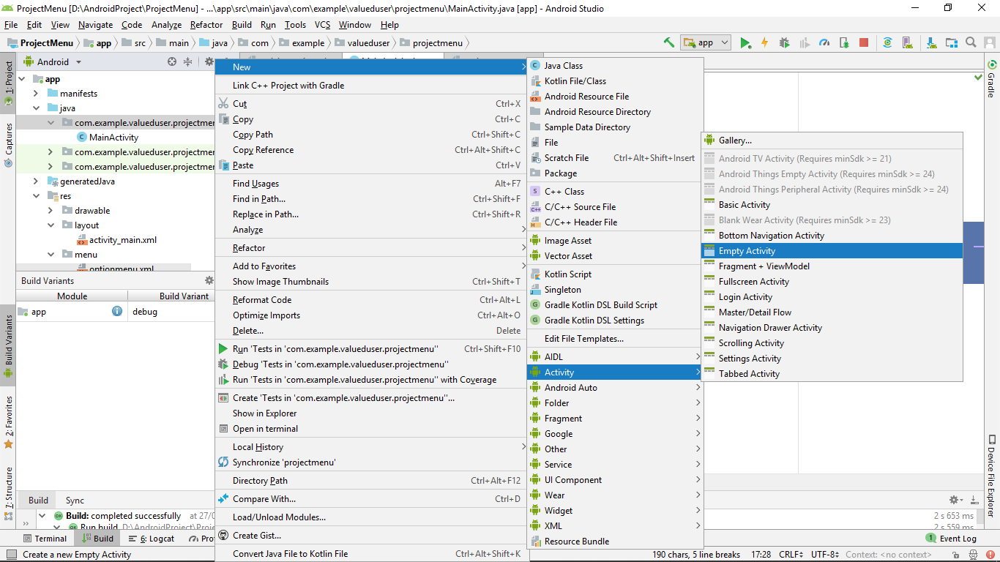 ProjectMenu [D:\AndroidProject\ProjectMenu] - ...\app\src\main\java\com\example\valueduser\projectmenu\MainActivity.java [app] - Android Studio
File Edit View Navigate Code Analyze Refactor Build Run Tools VCS Window Help
ProjectMenu app src main java com example valueduser projectmenu
app
1: Project
Captures
Build Variants
2: Favorites
7: Structure
Android
app
manifests
java
com.example.valueduser.projectmer
MainActivity
com.example.valueduser.projectmer
com.example.valueduser.projectmer
generatedJava
res
drawable
layout
activity_main.xml
menu
optionmenu.xml
Build Variants
Module Build Variant
app debug
New
Link C++ Project with Gradle
Cut Ctrl+X
Copy Ctrl+C
Copy Path Ctrl+Shift+C
Copy Reference Ctrl+Alt+Shift+C
Paste Ctrl+V
Find Usages Alt+F7
Find in Path... Ctrl+Shift+F
Replace in Path... Ctrl+Shift+R
Analyze
Refactor
Add to Favorites
Show Image Thumbnails Ctrl+Shift+T
Reformat Code Ctrl+Alt+L
Optimize Imports Ctrl+Alt+O
Delete... Delete
Run 'Tests in 'com.example.valueduser.projectmenu'' Ctrl+Shift+F10
Debug 'Tests in 'com.example.valueduser.projectmenu''
Run 'Tests in 'com.example.valueduser.projectmenu'' with Coverage
Create 'Tests in 'com.example.valueduser.projectmenu''...
Show in Explorer
Open in terminal
Local History
Synchronize 'projectmenu'
Directory Path Ctrl+Alt+F12
Compare With... Ctrl+D
Load/Unload Modules...
Create Gist...
Convert Java File to Kotlin File Ctrl+Alt+Shift+K
Java Class
Kotlin File/Class
Android Resource File
Android Resource Directory
Sample Data Directory
File
Scratch File Ctrl+Alt+Shift+Insert
Package
C++ Class
C/C++ Source File
C/C++ Header File
Image Asset
Vector Asset
Kotlin Script
Singleton
Gradle Kotlin DSL Build Script
Gradle Kotlin DSL Settings
Edit File Templates...
AIDL
Activity
Android Auto
Folder
Fragment
Google
Other
Service
UI Component
Wear
Widget
XML
Resource Bundle
Gallery...
Android TV Activity (Requires minSdk >= 21)
Android Things Empty Activity (Requires minSdk >= 24)
Android Things Peripheral Activity (Requires minSdk >= 24)
Basic Activity
Blank Wear Activity (Requires minSdk >= 23)
Bottom Navigation Activity
Empty Activity
Fragment + ViewModel
Fullscreen Activity
Login Activity
Master/Detail Flow
Navigation Drawer Activity
Scrolling Activity
Settings Activity
Tabbed Activity
Gradle
Device File Explorer
Build Sync
Build: completed successfully at 27/0
2 s 653 ms
Run build D:\AndroidProject\Proje
2 s 559 ms
Terminal Build 6: Logcat Pro
1 Event Log
Create a new Empty Activity
190 chars, 5 line breaks 17:28 CRLF UTF-8 Context: <no context>